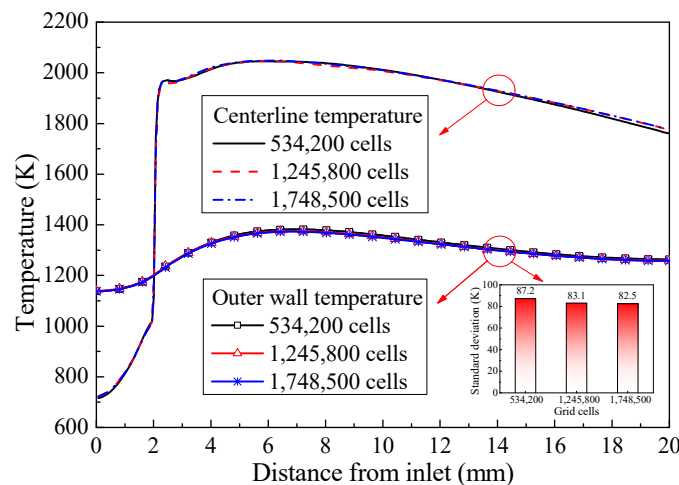 2200
2000
1800
1600
1400
1200
1000
800
600
Temperature (K)
Centerline temperature
534,200 cells
1,245,800 cells
1,748,500 cells
Outer wall temperature
534,200 cells
1,245,800 cells
1,748,500 cells
Standard deviation (K)
100
80
60
40
20
0
87.2
83.1
82.5
534,200 1,245,800 1,748,500
Grid cells
0 2 4 6 8 10 12 14 16 18 20
Distance from inlet (mm)